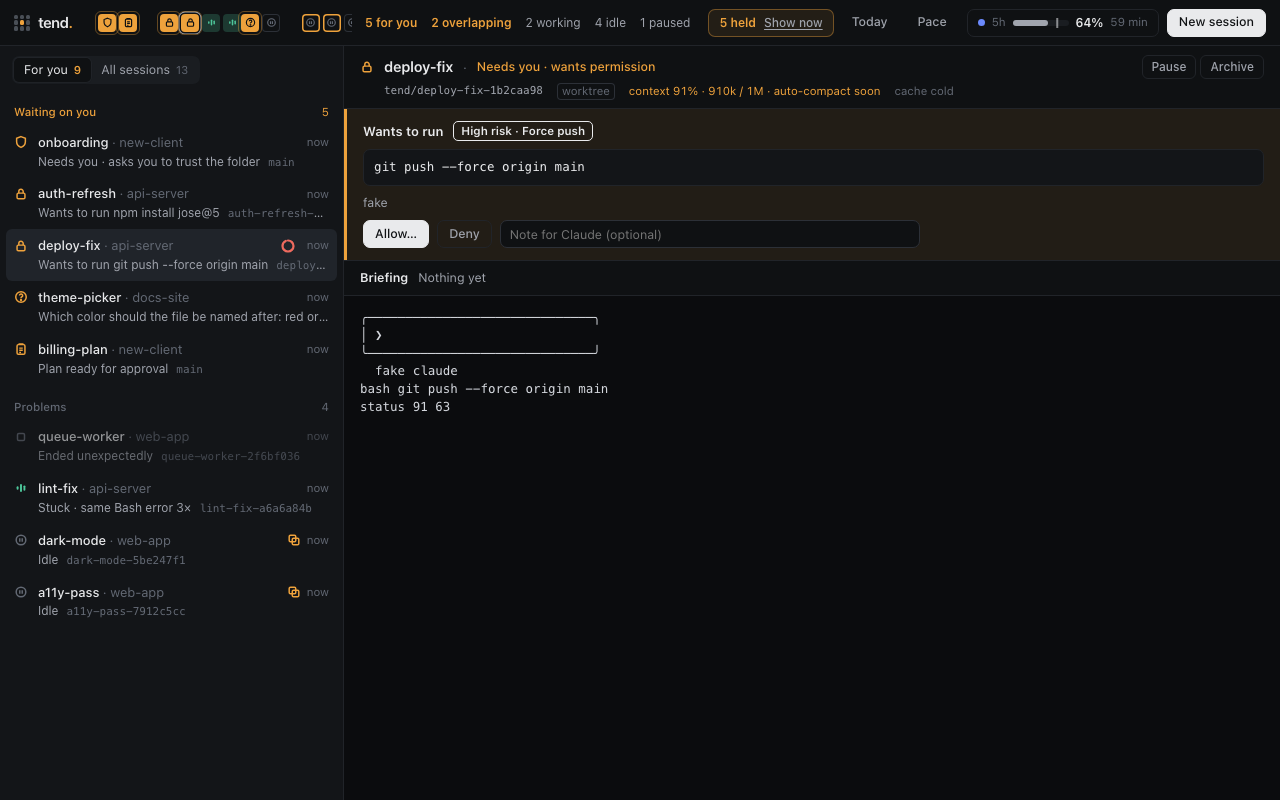 tend. 5 for you 2 overlapping 2 working 4 idle 1 paused 5 held Show now Today Pace 5h 64% 59 min New session
For you 9 All sessions 13
Waiting on you 5
onboarding · new-client now
Needs you · asks you to trust the folder main
auth-refresh · api-server now
Wants to run npm install jose@5 auth-refresh-…
deploy-fix · api-server now
Wants to run git push --force origin main deploy…
theme-picker · docs-site now
Which color should the file be named after: red or…
billing-plan · new-client now
Plan ready for approval main
Problems 4
queue-worker · web-app now
Ended unexpectedly queue-worker-2f6bf036
lint-fix · api-server now
Stuck · same Bash error 3× lint-fix-a6a6a84b
dark-mode · web-app now
Idle dark-mode-5be247f1
a11y-pass · web-app now
Idle a11y-pass-7912c5cc
deploy-fix · Needs you · wants permission Pause Archive
tend/deploy-fix-1b2caa98 worktree context 91% · 910k / 1M · auto-compact soon cache cold
Wants to run High risk · Force push
git push --force origin main
fake
Allow... Deny Note for Claude (optional)
Briefing Nothing yet
❯
fake claude
bash git push --force origin main
status 91 63